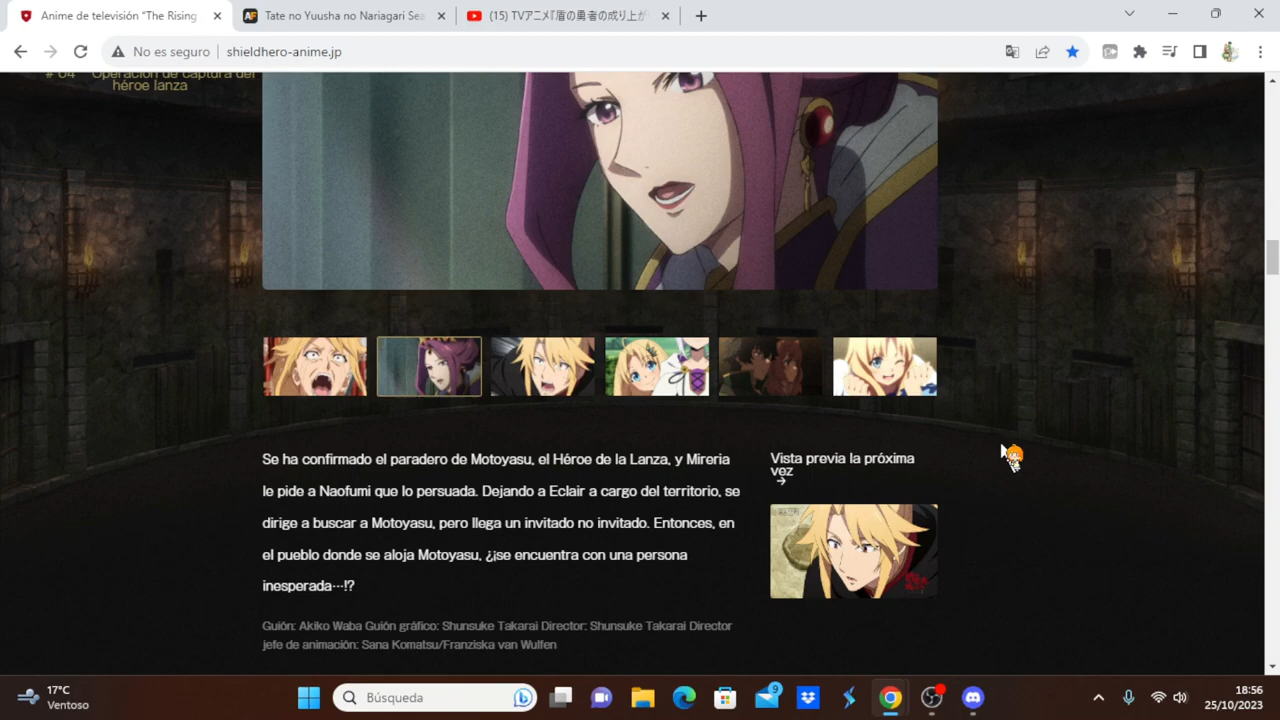 Anime de televisión "The Rising
Tate no Yuusha no Nariagari Sea
(15) TVアニメ『盾の勇者の成り上が
No es seguro
shieldhero-anime.jp
# 04 Operación de captura del
héroe lanza
Se ha confirmado el paradero de Motoyasu, el Héroe de la Lanza, y Mireria
le pide a Naofumi que lo persuada. Dejando a Eclair a cargo del territorio, se
dirige a buscar a Motoyasu, pero llega un invitado no invitado. Entonces, en
el pueblo donde se aloja Motoyasu, ¿¡se encuentra con una persona
inesperada…!?
Guión: Akiko Waba Guión gráfico: Shunsuke Takarai Director: Shunsuke Takarai Director
jefe de animación: Sana Komatsu/Franziska van Wulfen
Vista previa la próxima
vez
→
17°C
Ventoso
Búsqueda
9
18:56
25/10/2023